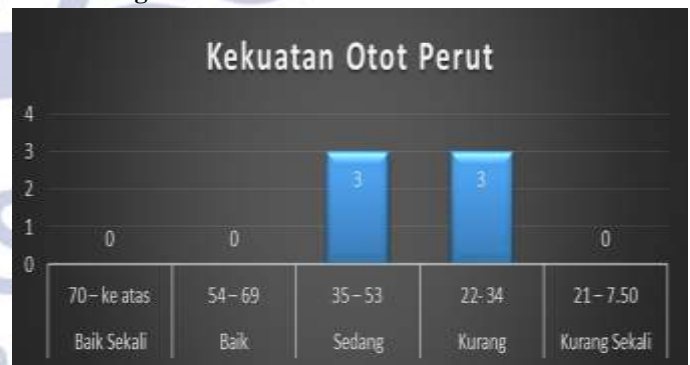 Kekuatan Otot Perut
4
3
2
1
0
0
0
3
3
0
70 – ke atas
54 – 69
35 – 53
22- 34
21 – 7.50
Baik Sekali
Baik
Sedang
Kurang
Kurang Sekali